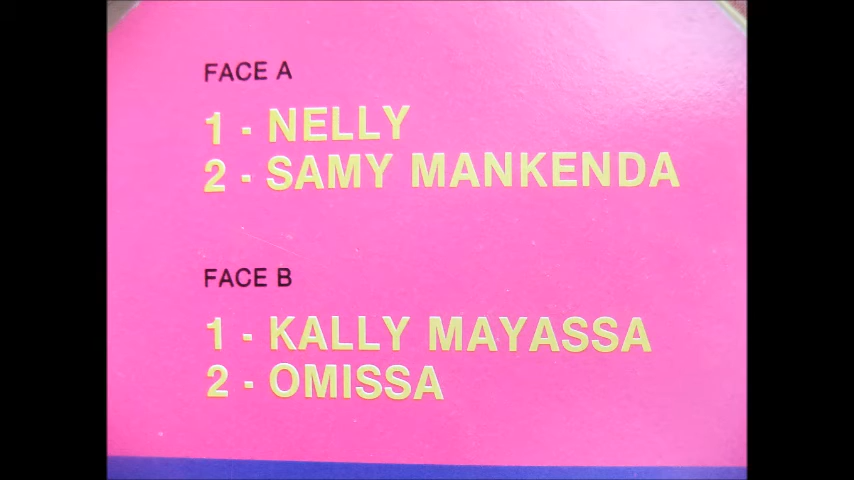 FACE A
1 - NELLY
2 - SAMY MANKENDA
FACE B
1 - KALLY MAYASSA
2 - OMISSA